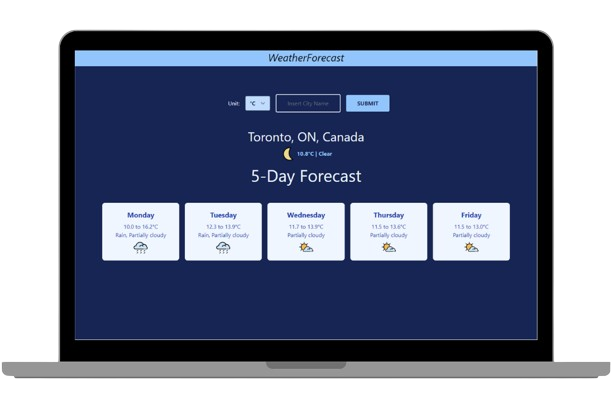 WeatherForecast
Unit: °C Insert City Name SUBMIT
Toronto, ON, Canada
10.8°C | Clear
5-Day Forecast
Monday Tuesday Wednesday Thursday Friday
10.0 to 16.2°C 12.3 to 13.9°C 11.7 to 13.9°C 11.5 to 13.6°C 11.5 to 13.0°C
Rain, Partially cloudy Rain, Partially cloudy Partially cloudy Partially cloudy Partially cloudy